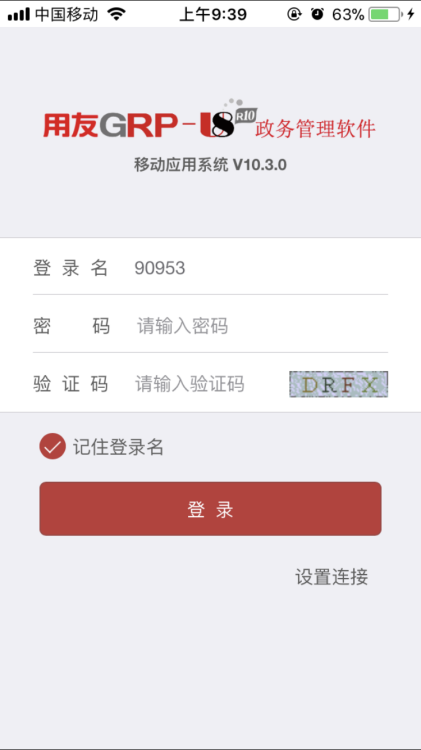 中国移动 上午9:39 63%
用友GRP-U8 R10 政务管理软件
移动应用系统 V10.3.0
登 录 名 90953
密 码 请输入密码
验 证 码 请输入验证码 DRFX
记住登录名
登 录
设置连接